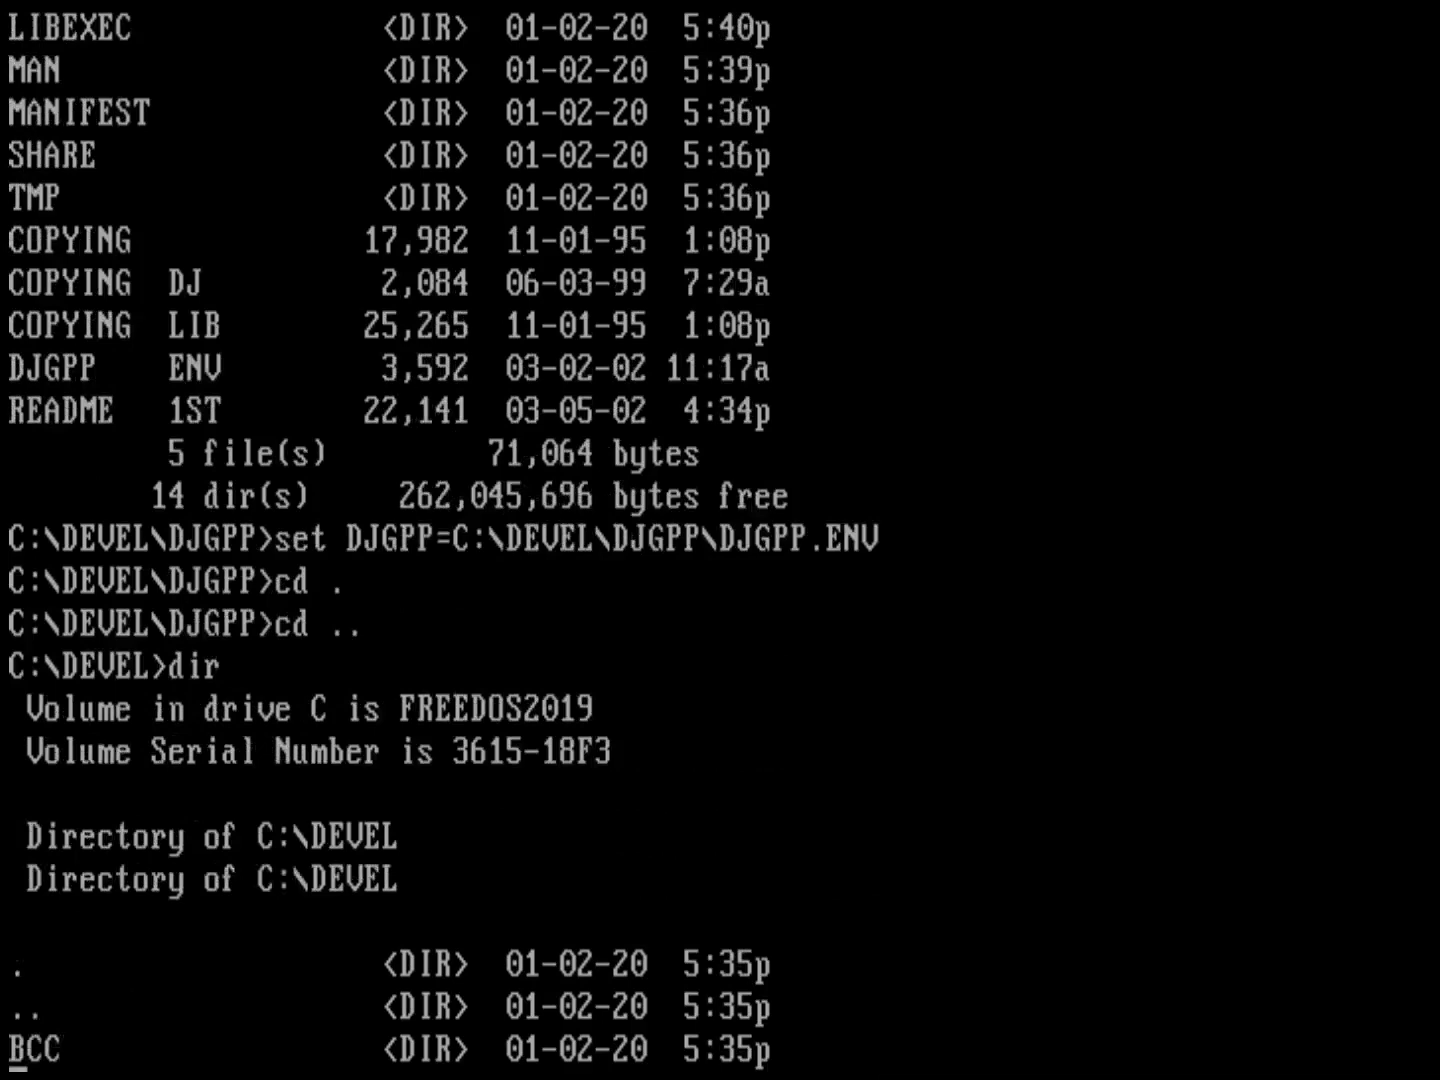 LIBEXEC <DIR> 01-02-20 5:40p
MAN <DIR> 01-02-20 5:39p
MANIFEST <DIR> 01-02-20 5:36p
SHARE <DIR> 01-02-20 5:36p
TMP <DIR> 01-02-20 5:36p
COPYING 17,982 11-01-95 1:08p
COPYING DJ 2,084 06-03-99 7:29a
COPYING LIB 25,265 11-01-95 1:08p
DJGPP ENV 3,592 03-02-02 11:17a
README 1ST 22,141 03-05-02 4:34p
5 file(s) 71,064 bytes
14 dir(s) 262,045,696 bytes free
C:\DEVEL\DJGPP>set DJGPP=C:\DEVEL\DJGPP\DJGPP.ENV
C:\DEVEL\DJGPP>cd .
C:\DEVEL\DJGPP>cd ..
C:\DEVEL>dir
Volume in drive C is FREEDOS2019
Volume Serial Number is 3615-18F3
Directory of C:\DEVEL
Directory of C:\DEVEL
. <DIR> 01-02-20 5:35p
.. <DIR> 01-02-20 5:35p
BCC <DIR> 01-02-20 5:35p